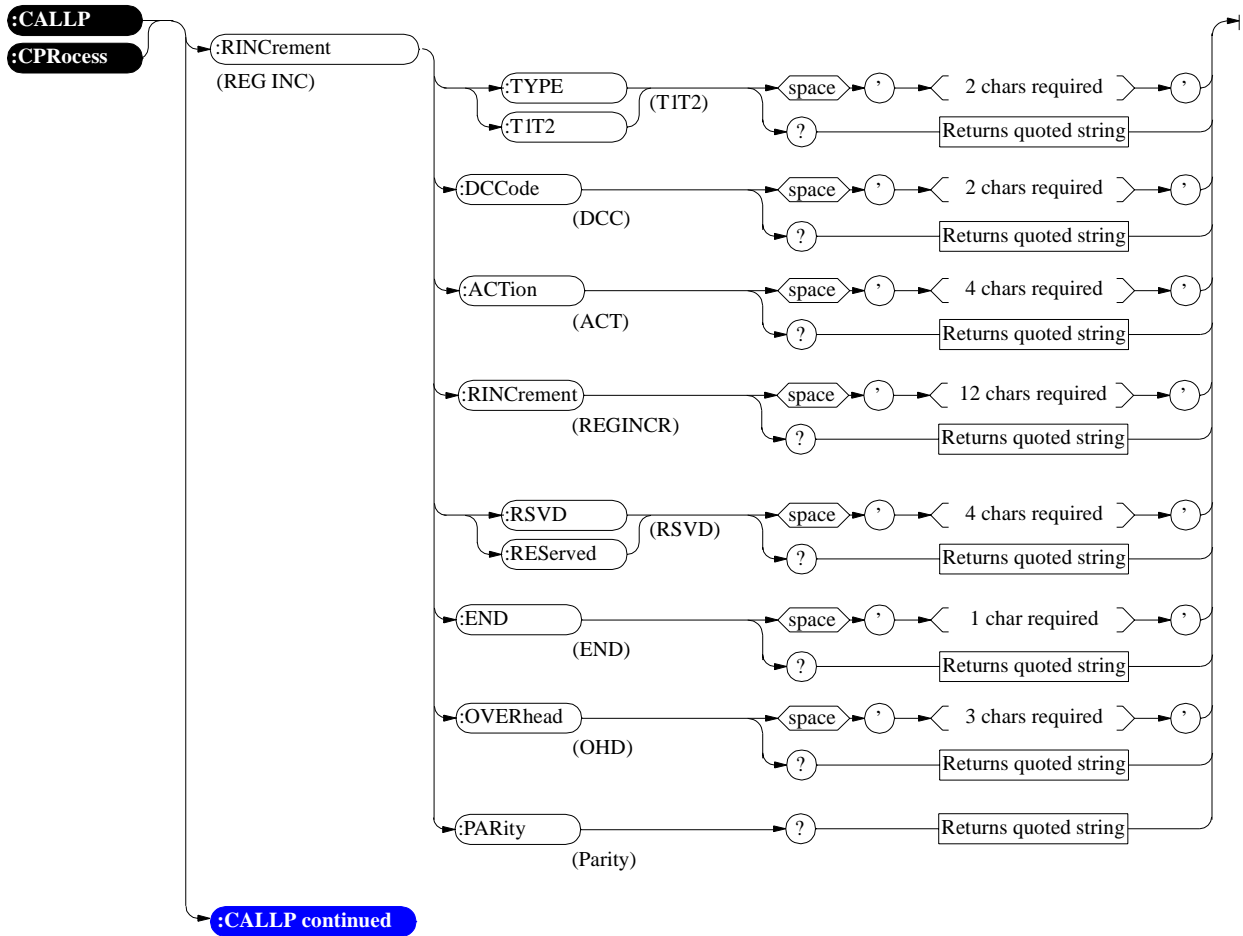 :CALLP
:CPRocess
:RINCrement
(REG INC)
:TYPE
:T1T2
(T1T2)
space ’ 2 chars required ’
? Returns quoted string
:DCCode
(DCC)
space ’ 2 chars required ’
? Returns quoted string
:ACTion
(ACT)
space ’ 4 chars required ’
? Returns quoted string
:RINCrement
(REGINCR)
space ’ 12 chars required ’
? Returns quoted string
:RSVD
:REServed
(RSVD)
space ’ 4 chars required ’
? Returns quoted string
:END
(END)
space ’ 1 char required ’
? Returns quoted string
:OVERhead
(OHD)
space ’ 3 chars required ’
? Returns quoted string
:PARity
(Parity)
? Returns quoted string
:CALLP continued